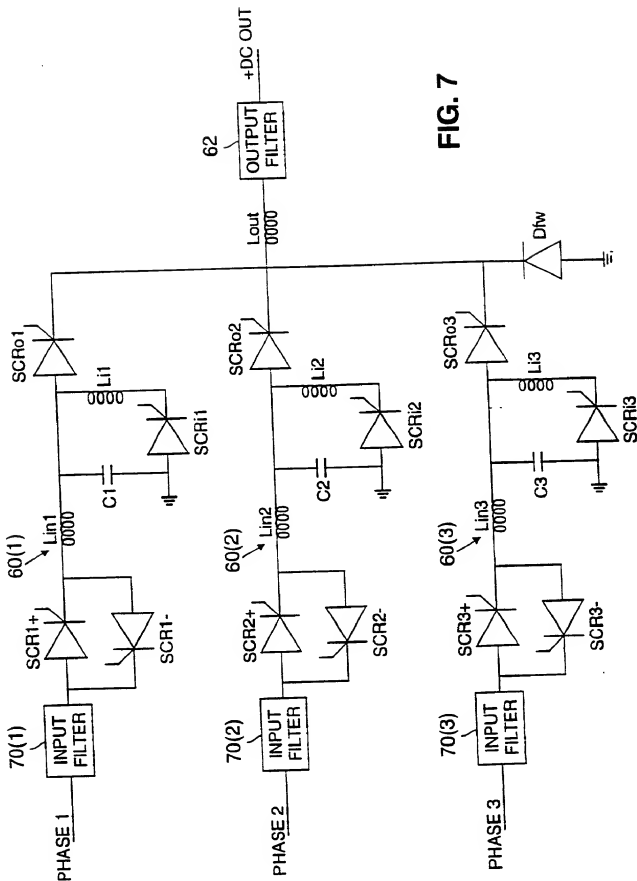 PHASE 1
70(1)
INPUT
FILTER
SCR1+
SCR1-
60(1)
Lin1
C1
Li1
SCRi1
SCRo1
PHASE 2
70(2)
INPUT
FILTER
SCR2+
SCR2-
60(2)
Lin2
C2
Li2
SCRi2
SCRo2
Lout
62
OUTPUT
FILTER
+DC OUT
PHASE 3
70(3)
INPUT
FILTER
SCR3+
SCR3-
60(3)
Lin3
C3
Li3
SCRi3
SCRo3
Dfw
FIG. 7